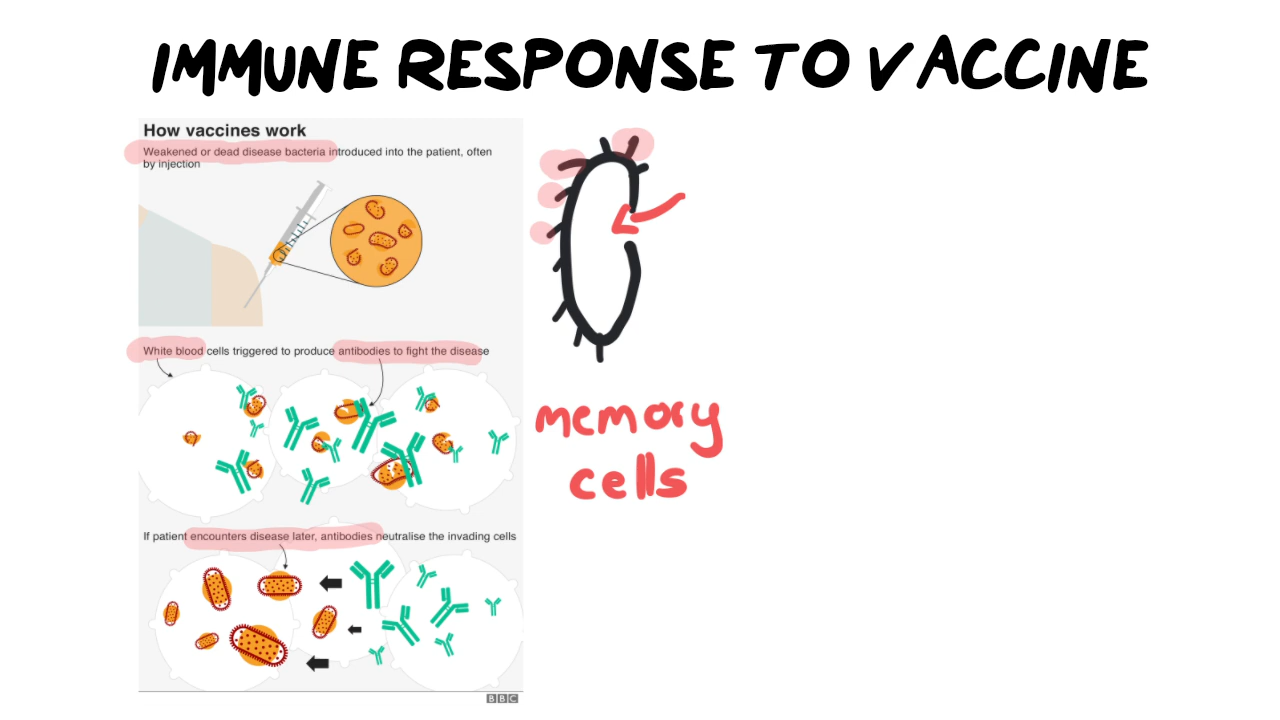 IMMUNE RESPONSE TO VACCINE
How vaccines work
Weakened or dead disease bacteria introduced into the patient, often
by injection
White blood cells triggered to produce antibodies to fight the disease
memory
cells
If patient encounters disease later, antibodies neutralise the invading cells
BBC